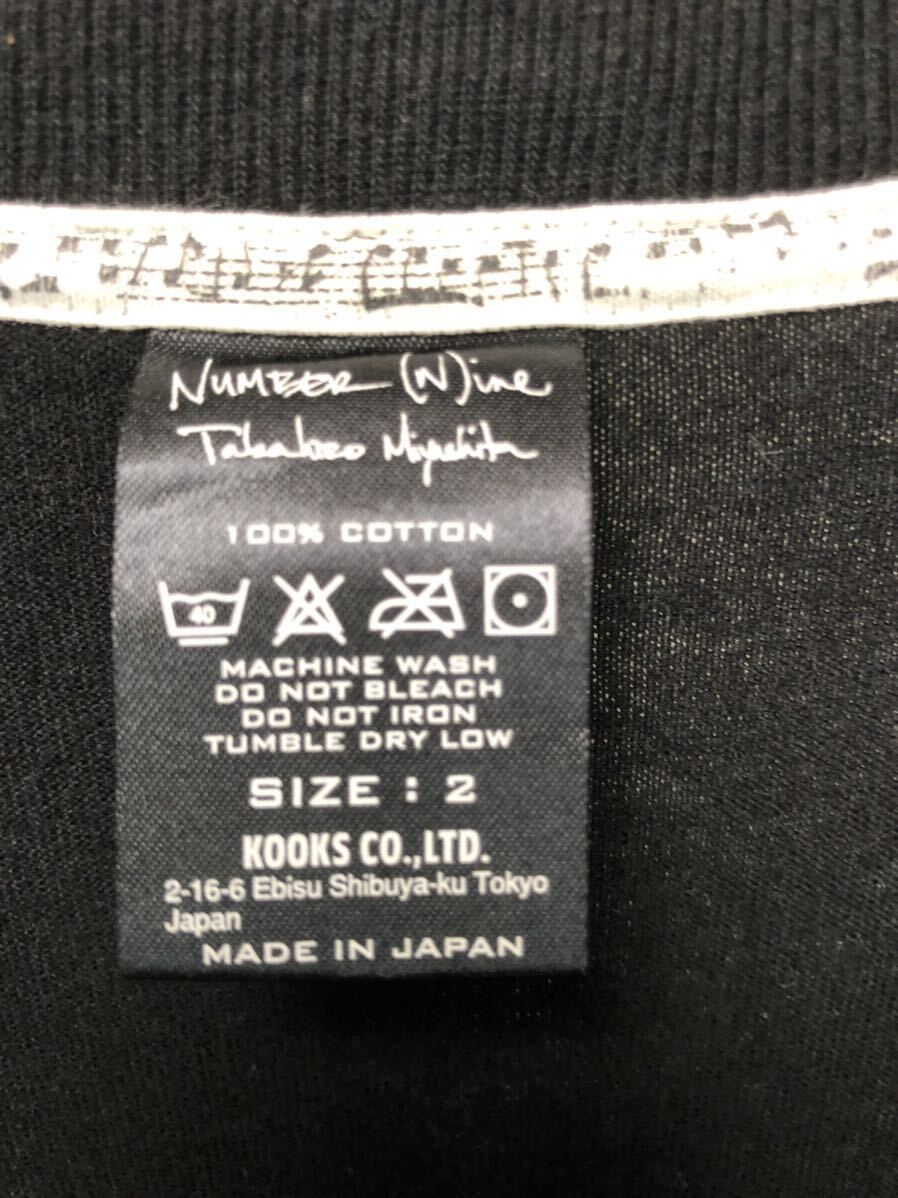 NUMBER (N)ine
Takahiro Miyashita
100% COTTON
40
MACHINE WASH
DO NOT BLEACH
DO NOT IRON
TUMBLE DRY LOW
SIZE : 2
KOOKS CO.,LTD.
2-16-6 Ebisu Shibuya-ku Tokyo
Japan
MADE IN JAPAN